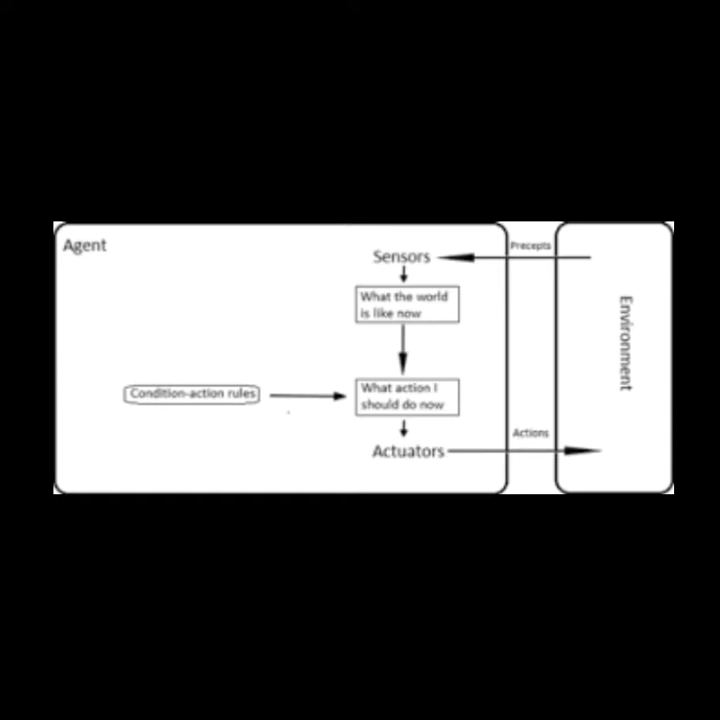 Agent
Sensors
Precepts
What the world
is like now
Environment
Condition-action rules
What action I
should do now
Actions
Actuators